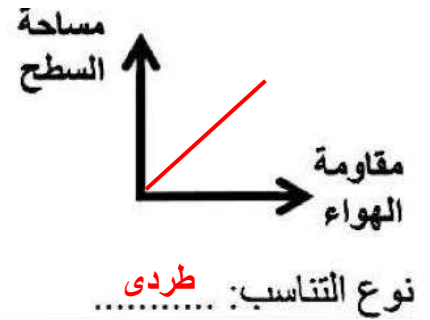 مساحة
السطح
مقاومة
الهواء
نوع التناسب: طردى ...........